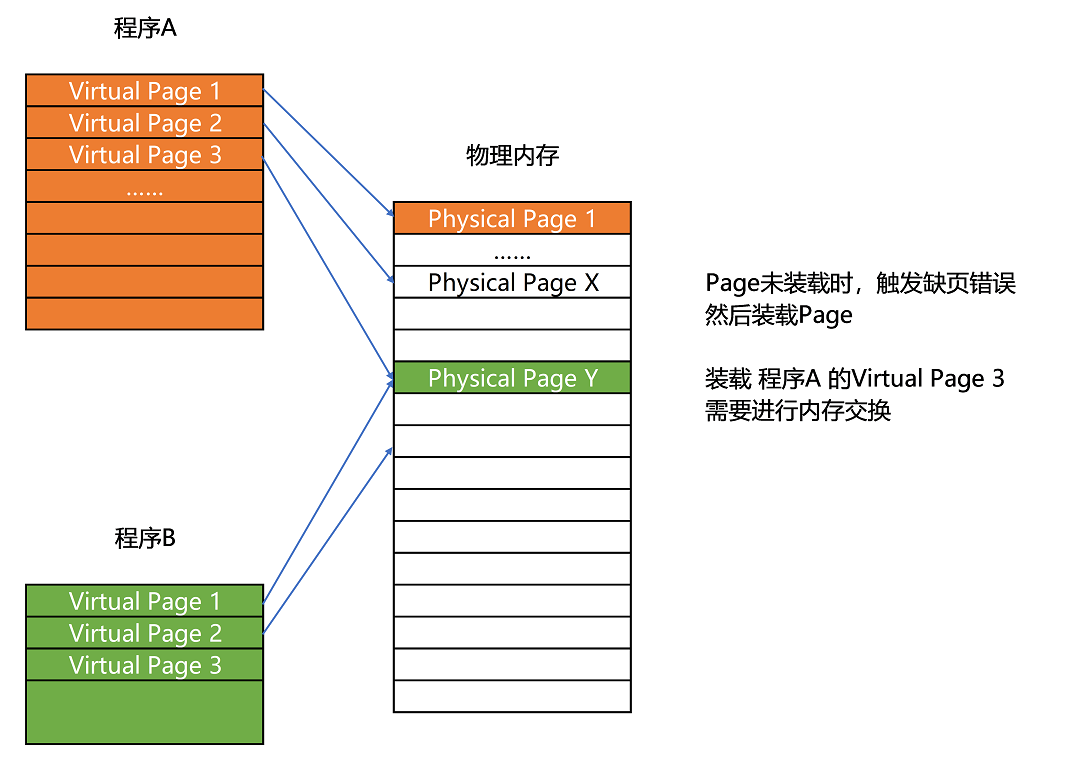 程序A
Virtual Page 1
Virtual Page 2
Virtual Page 3
……
物理内存
Physical Page 1
……
Physical Page X
Physical Page Y
Page未装载时，触发缺页错误
然后装载Page
装载 程序A 的Virtual Page 3
需要进行内存交换
程序B
Virtual Page 1
Virtual Page 2
Virtual Page 3